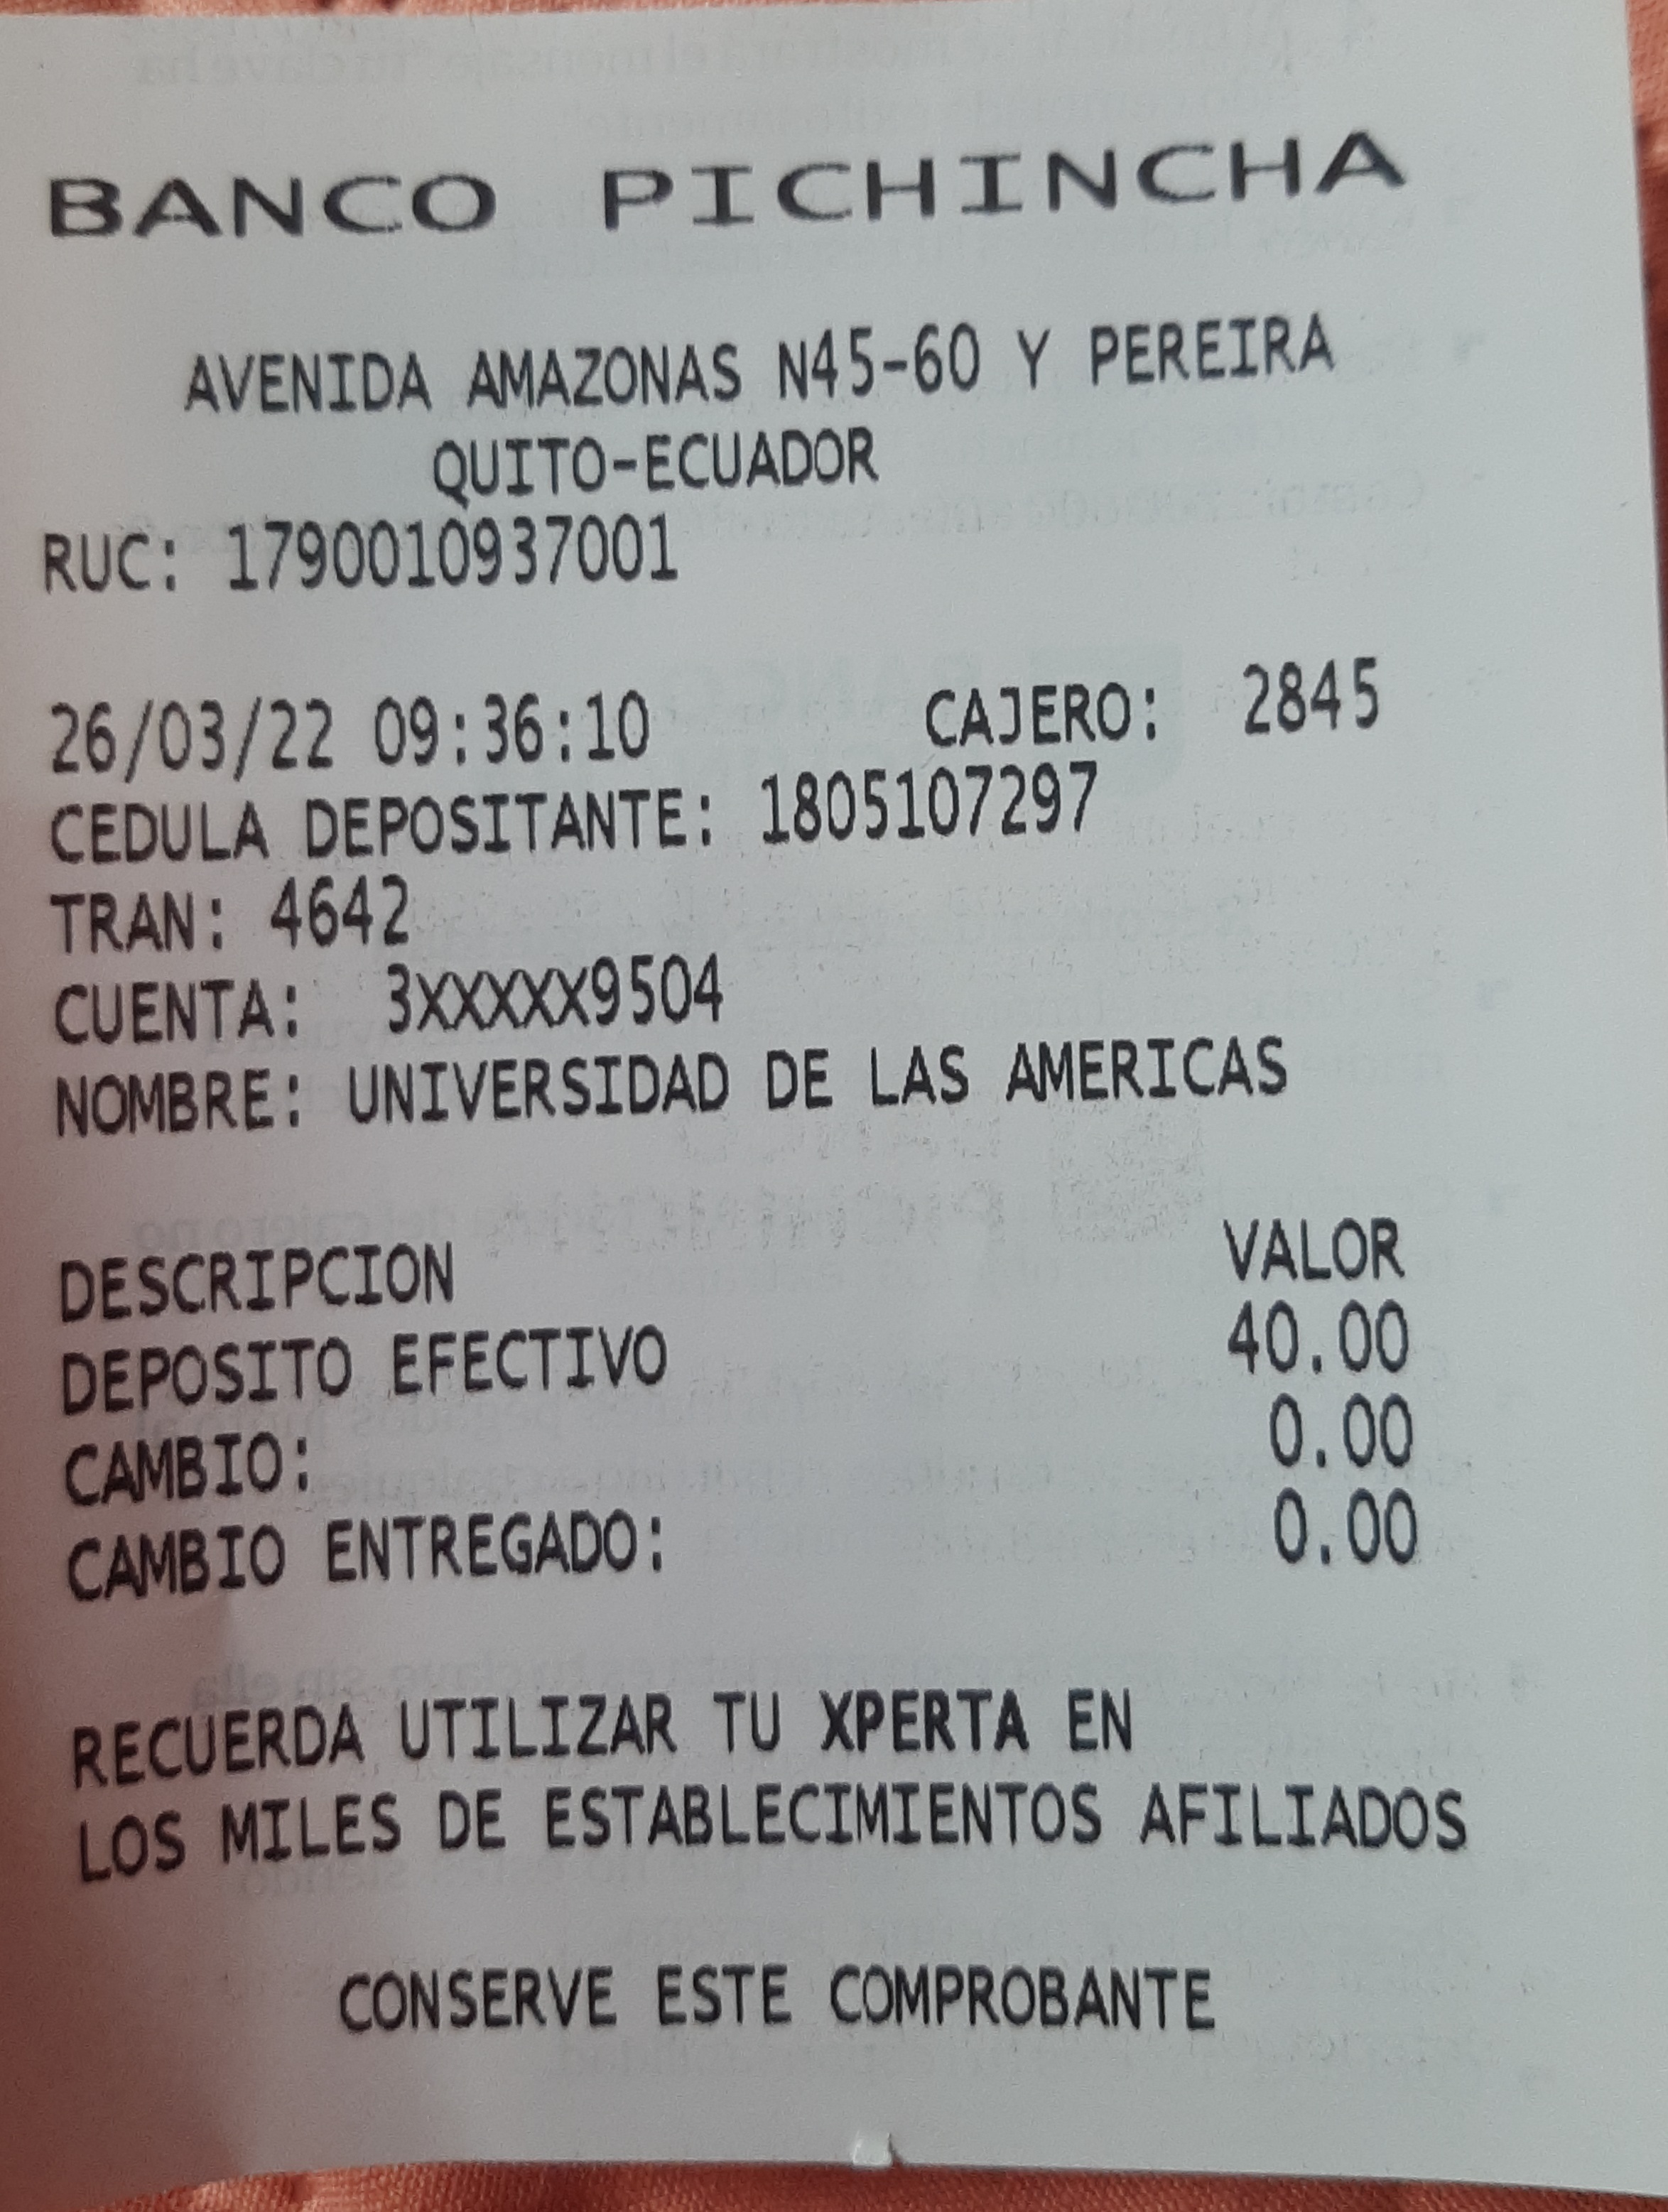 BANCO PICHINCHA
AVENIDA AMAZONAS N45-60 Y PEREIRA
QUITO-ECUADOR
RUC: 1790010937001
26/03/22 09:36:10 CAJERO: 2845
CEDULA DEPOSITANTE: 1805107297
TRAN: 4642
CUENTA: 3XXXXX9504
NOMBRE: UNIVERSIDAD DE LAS AMERICAS
DESCRIPCION VALOR
DEPOSITO EFECTIVO 40.00
CAMBIO: 0.00
CAMBIO ENTREGADO: 0.00
RECUERDA UTILIZAR TU XPERTA EN
LOS MILES DE ESTABLECIMIENTOS AFILIADOS
CONSERVE ESTE COMPROBANTE